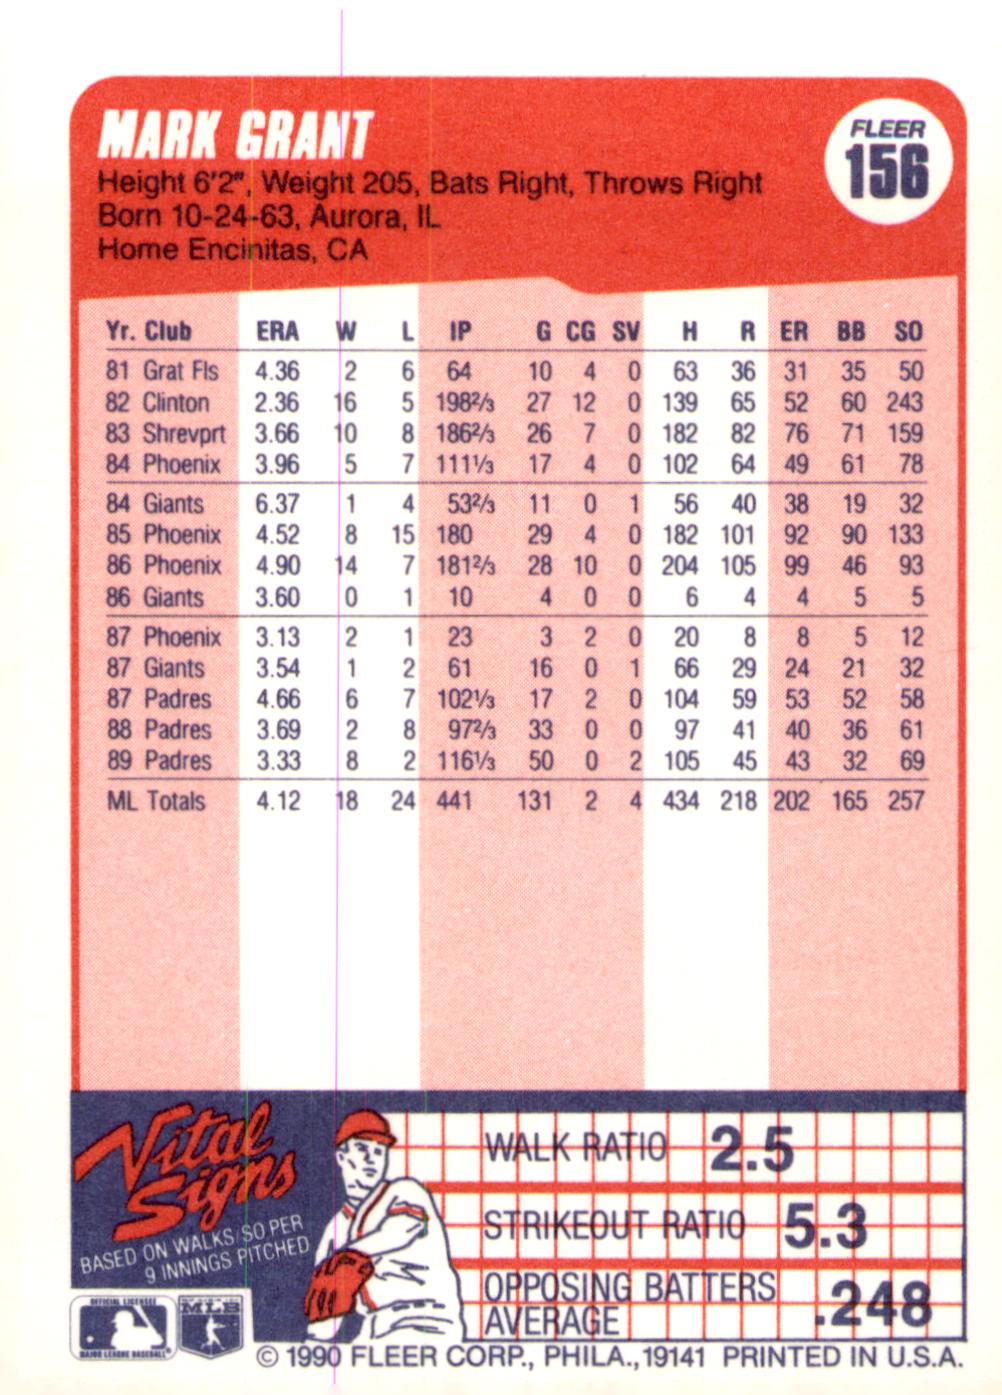 MARK GRANT
FLEER
156
Height 6'2", Weight 205, Bats Right, Throws Right
Born 10-24-63, Aurora, IL
Home Encinitas, CA
Yr. Club ERA W L IP G CG SV H R ER BB SO
81 Grat Fls 4.36 2 6 64 10 4 0 63 36 31 35 50
82 Clinton 2.36 16 5 198⅔ 27 12 0 139 65 52 60 243
83 Shrevprt 3.66 10 8 186⅔ 26 7 0 182 82 76 71 159
84 Phoenix 3.96 5 7 111⅓ 17 4 0 102 64 49 61 78
84 Giants 6.37 1 4 53⅔ 11 0 1 56 40 38 19 32
85 Phoenix 4.52 8 15 180 29 4 0 182 101 92 90 133
86 Phoenix 4.90 14 7 181⅔ 28 10 0 204 105 99 46 93
86 Giants 3.60 0 1 10 4 0 0 6 4 4 5 5
87 Phoenix 3.13 2 1 23 3 2 0 20 8 8 5 12
87 Giants 3.54 1 2 61 16 0 1 66 29 24 21 32
87 Padres 4.66 6 7 102⅓ 17 2 0 104 59 53 52 58
88 Padres 3.69 2 8 97⅔ 33 0 0 97 41 40 36 61
89 Padres 3.33 8 2 116⅓ 50 0 2 105 45 43 32 69
ML Totals 4.12 18 24 441 131 2 4 434 218 202 165 257
Vital
Signs
BASED ON WALKS/SO PER
9 INNINGS PITCHED
WALK RATIO 2.5
STRIKEOUT RATIO 5.3
OPPOSING BATTERS
AVERAGE .248
OFFICIAL LICENSEE
MAJOR LEAGUE BASEBALL
MLB
© 1990 FLEER CORP., PHILA., 19141 PRINTED IN U.S.A.